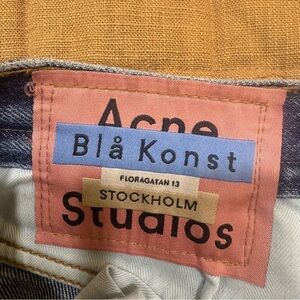 Acne
Blå Konst
FLORAGATAN 13
STOCKHOLM
Studios